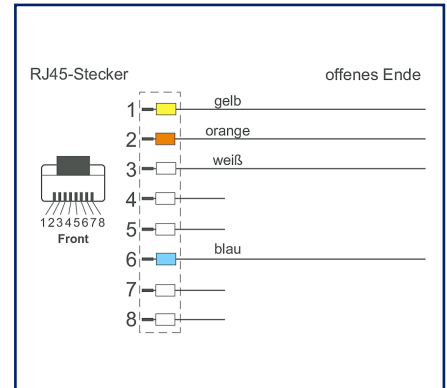 RJ45-Stecker offenes Ende
1 gelb
2 orange
3 weiß
4
5
6 blau
7
8
12345678
Front